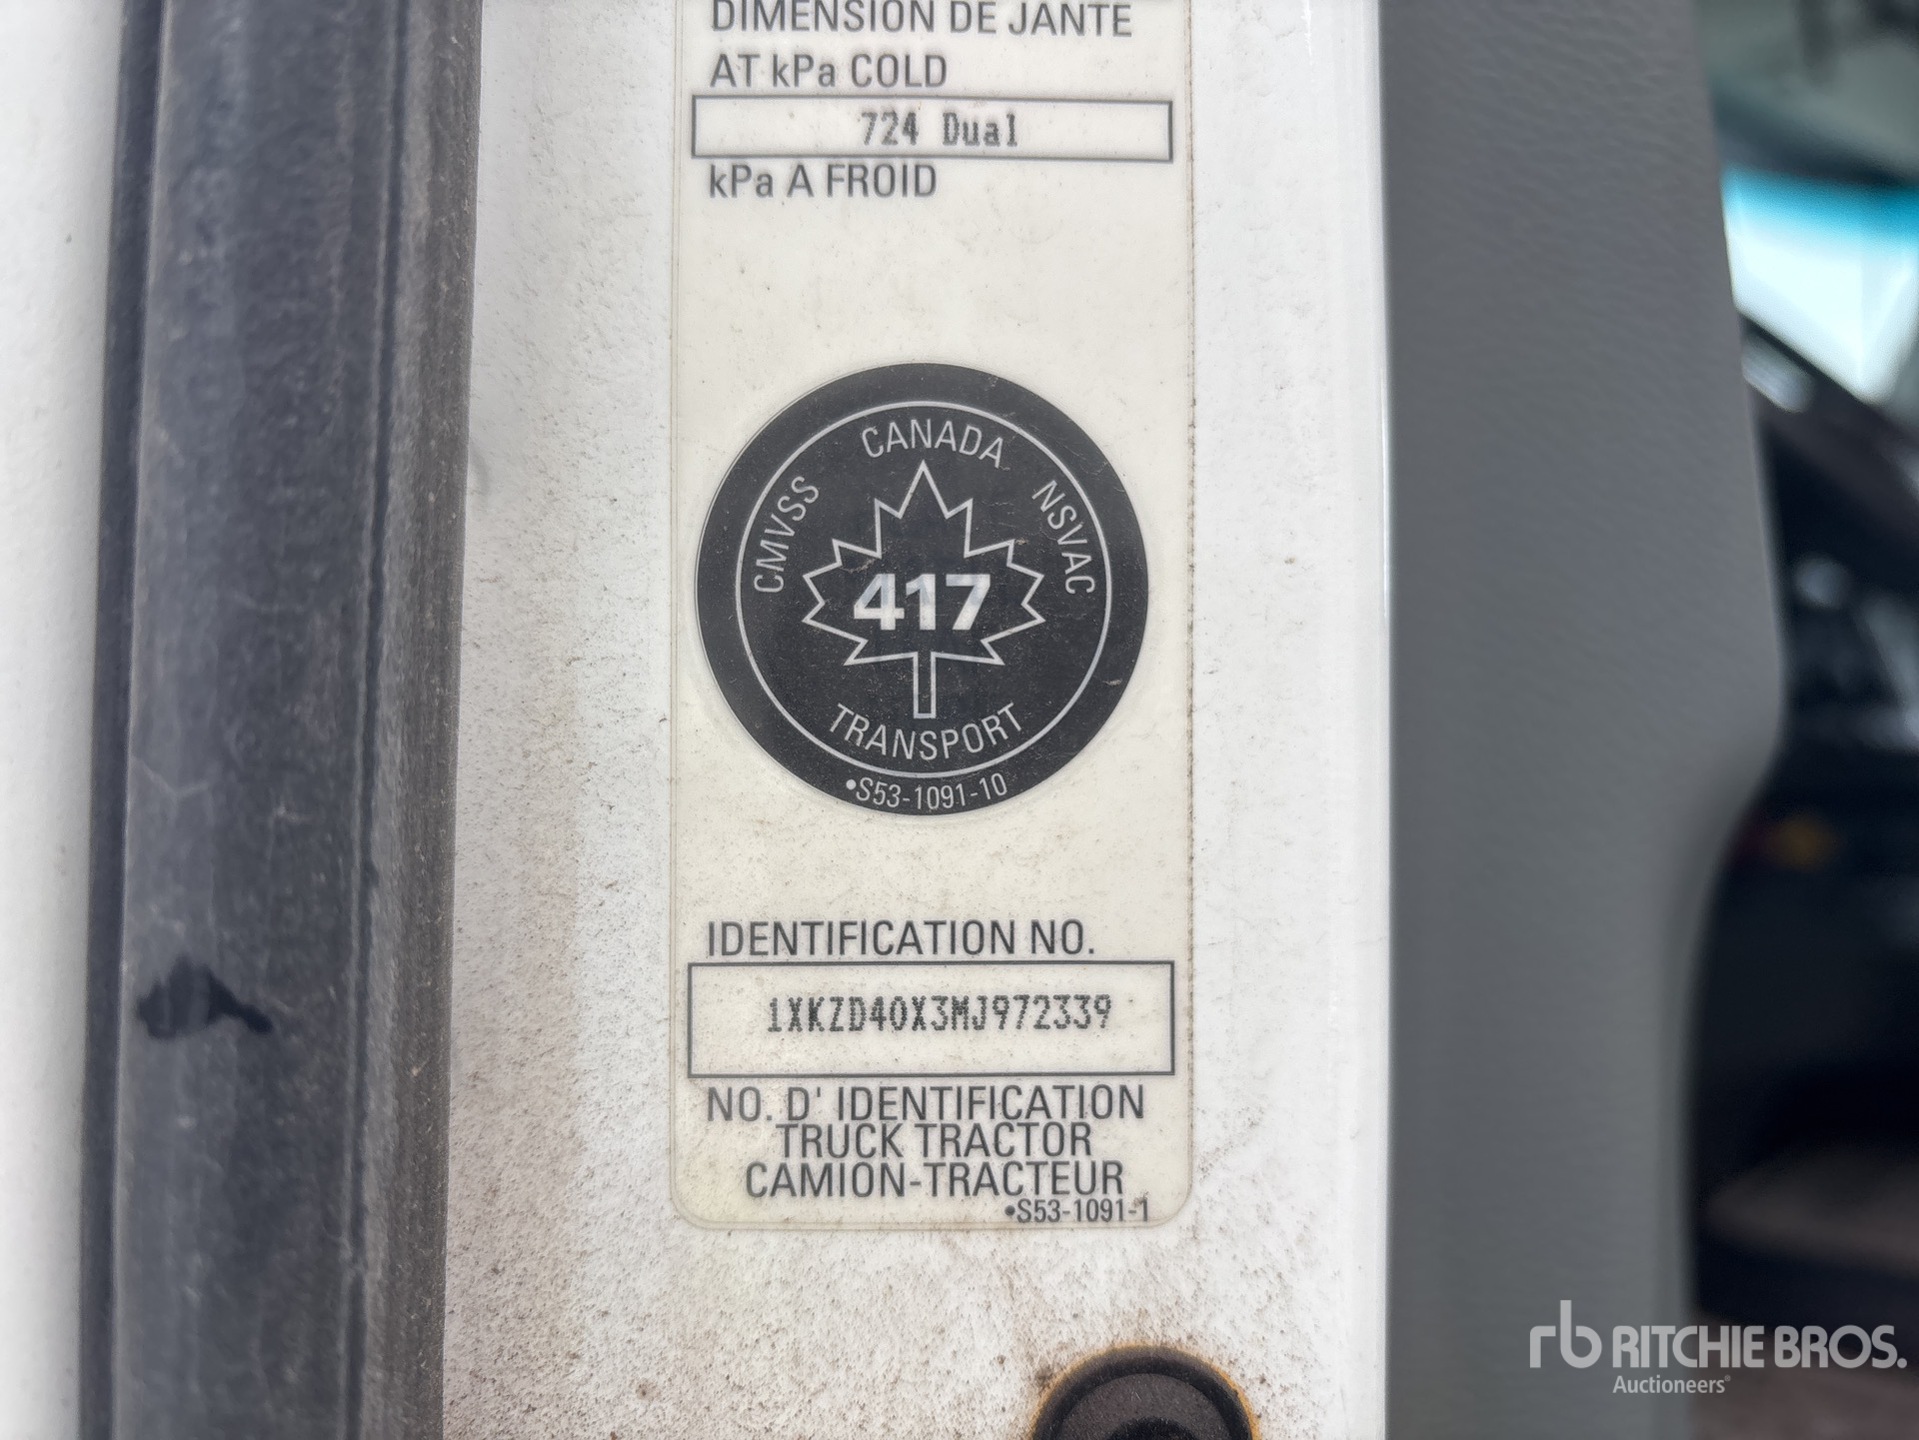 DIMENSION DE JANTE
AT kPa COLD
724 Dual
kPa A FROID
CANADA
CMVSS
NSVAC
417
TRANSPORT
•S53-1091-10
IDENTIFICATION NO.
1XKZD40X3MJ972339
NO. D' IDENTIFICATION
TRUCK TRACTOR
CAMION-TRACTEUR
•S53-1091-1
rb RITCHIE BROS.
Auctioneers®